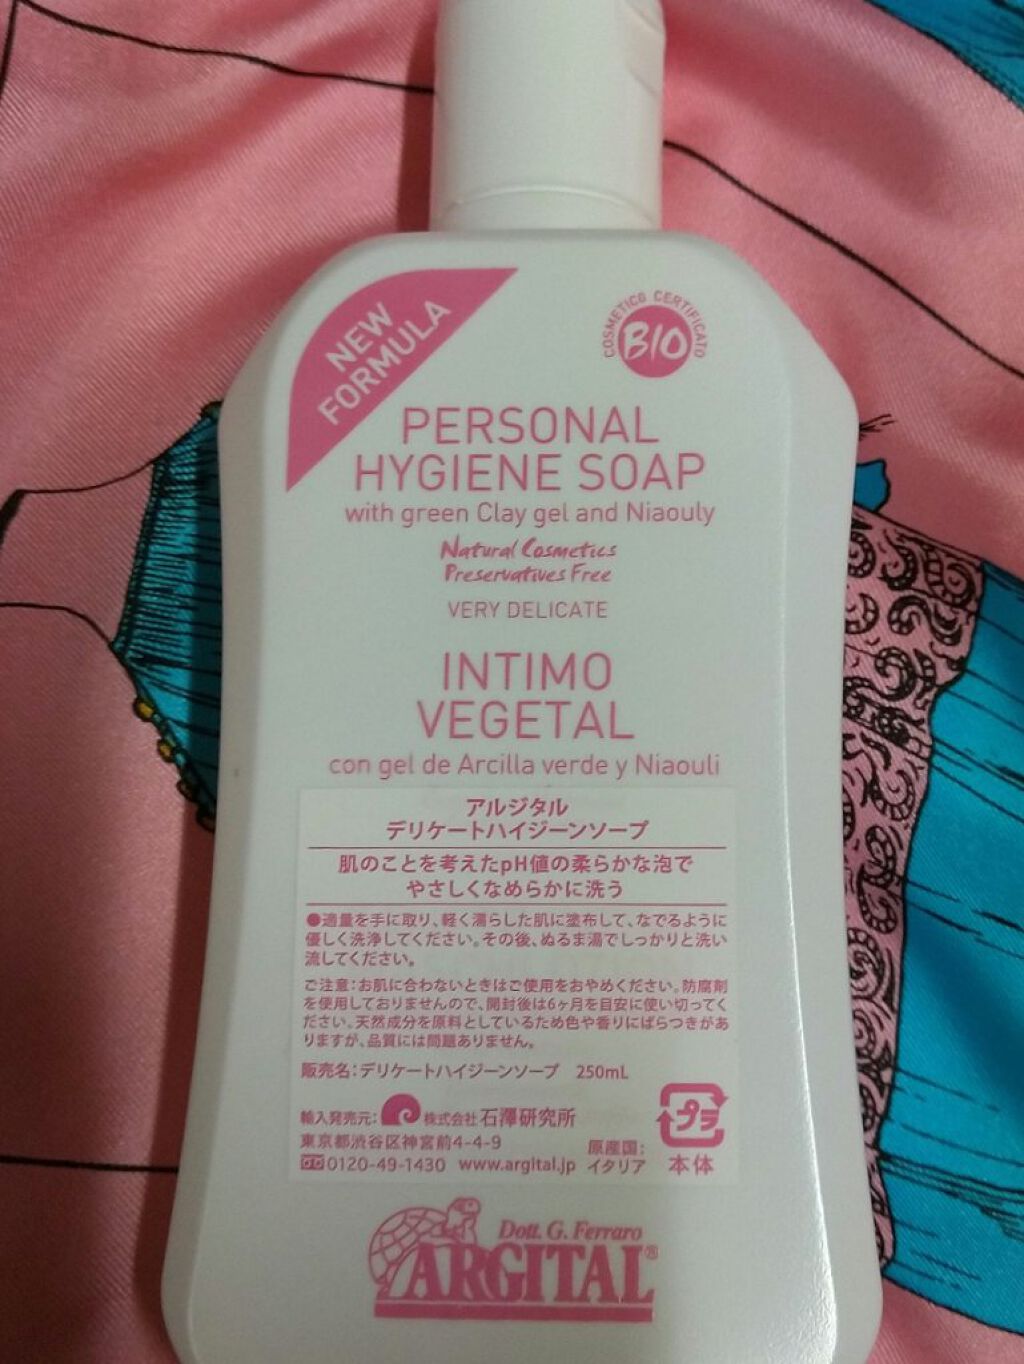 NEW
FORMULA
COSMETICO CERTIFICATO
BIO
PERSONAL
HYGIENE SOAP
with green Clay gel and Niaouly
Natural Cosmetics
Preservatives Free
VERY DELICATE
INTIMO
VEGETAL
con gel de Arcilla verde y Niaouli
アルジタル
デリケートハイジーンソープ
肌のことを考えたpH値の柔らかな泡で
やさしくなめらかに洗う
●適量を手に取り、軽く濡らした肌に塗布して、なでるように
優しく洗浄してください。その後、ぬるま湯でしっかりと洗い
流してください。
ご注意:お肌に合わないときはご使用をおやめください。防腐剤
を使用しておりませんので、開封後は6ヶ月を目安に使い切ってく
ださい。天然成分を原料としているため色や香りにばらつきがあ
りますが、品質には問題ありません。
販売名:デリケートハイジーンソープ 250mL
輸入発売元: 株式会社 石澤研究所
東京都渋谷区神宮前4-4-9
0120-49-1430 www.argital.jp
原産国:
イタリア
プラ
本体
Dott. G. Ferraro
ARGITAL®